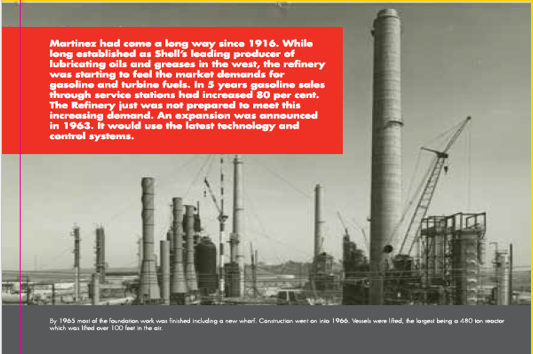 Martinez had come a long way since 1916. While
long established as Shell's leading producer of
lubricating oils and greases in the west, the refinery
was starting to feel the market demands for
gasoline and turbine fuels. In 5 years gasoline sales
through service stations had increased 80 per cent.
The Refinery just was not prepared to meet this
increasing demand. An expansion was announced
in 1963. It would use the latest technology and
control systems.
By 1965 most of the foundation work was finished including a new wharf. Construction went on into 1966. Vessels were lifted, the largest being a 480 ton reactor
which was lifted over 100 feet in the air.